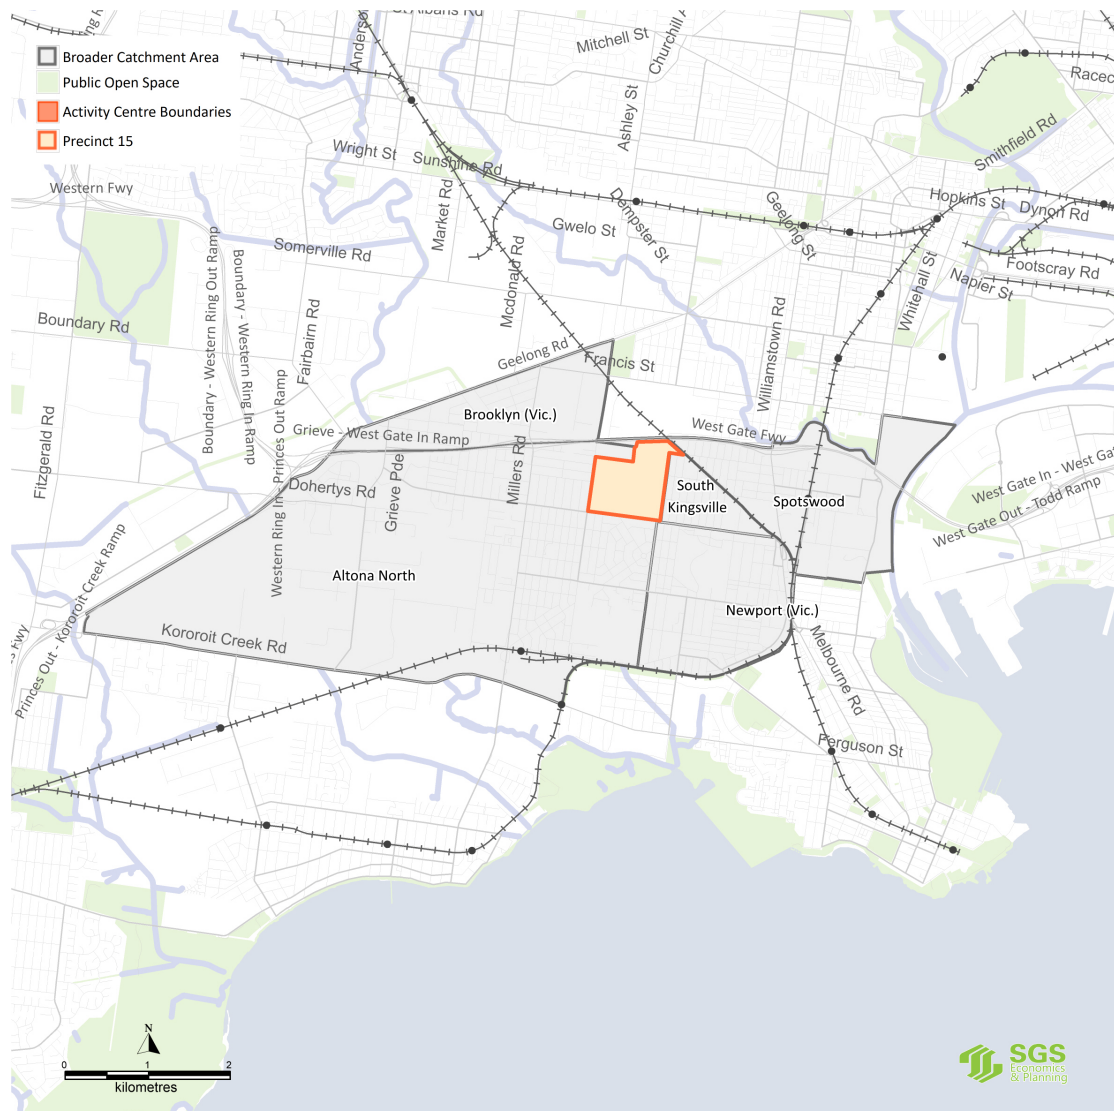 St Albans Rd
Anderson
Mitchell St
Churchill A
Broader Catchment Area
Public Open Space
Activity Centre Boundaries
Precinct 15
Racec
Ashley St
Smithfield Rd
Wright St
Sunshine Rd
Western Fwy
Market Rd
Dempster St
Geelong St
Hopkins St
Dynon Rd
Gwelo St
Somerville Rd
Boundary - Western Ring Out Ramp
Boundary - Western Ring In Ramp
Mcdonald Rd
Whitehall St
Footscray Rd
Napier St
Boundary Rd
Fairbairn Rd
Williamstown Rd
Geelong Rd
Francis St
Fitzgerald Rd
Western Ring In - Princes Out Ramp
Brooklyn (Vic.)
Grieve - West Gate In Ramp
West Gate Fwy
Millers Rd
Grieve Pde
Dohertys Rd
South
Kingsville
Spotswood
West Gate In - West Gat
West Gate Out - Todd Ramp
Princes Out - Kororoit Creek Ramp
Altona North
Newport (Vic.)
Kororoit Creek Rd
s Fwy
Melbourne Rd
Ferguson St
N
0 1 2
kilometres
SGS
Economics
& Planning